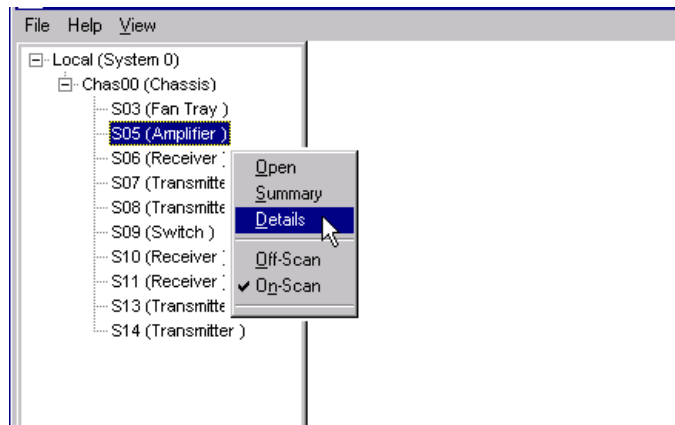 File Help View
Local (System 0)
Chas00 (Chassis)
S03 (Fan Tray )
S05 (Amplifier )
S06 (Receiver
S07 (Transmitte
S08 (Transmitte
S09 (Switch )
S10 (Receiver
S11 (Receiver
S13 (Transmitte
S14 (Transmitter )
Open
Summary
Details
Off-Scan
On-Scan